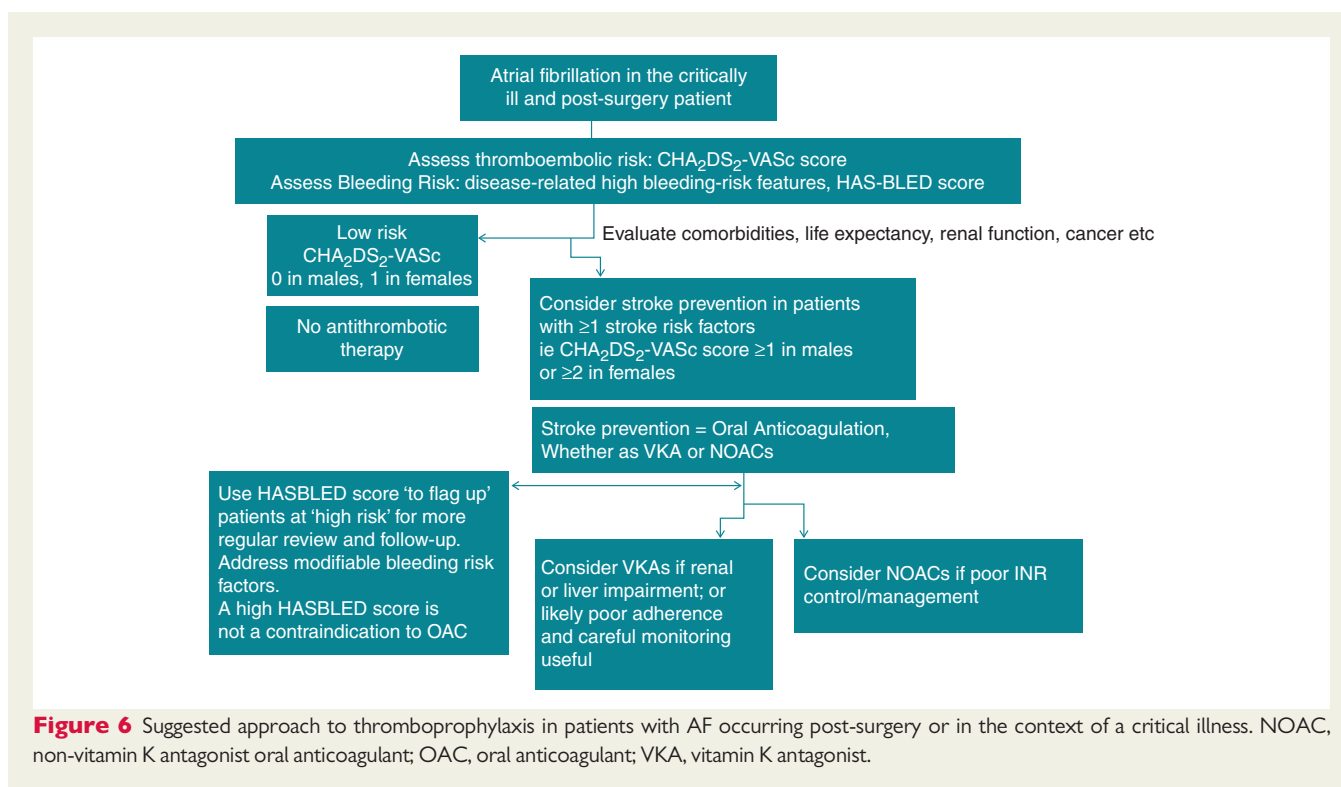 Atrial fibrillation in the critically
ill and post-surgery patient
Assess thromboembolic risk: CHA2DS2-VASc score
Assess Bleeding Risk: disease-related high bleeding-risk features, HAS-BLED score
Low risk
CHA2DS2-VASc
0 in males, 1 in females
Evaluate comorbidities, life expectancy, renal function, cancer etc
No antithrombotic
therapy
Consider stroke prevention in patients
with ≥1 stroke risk factors
ie CHA2DS2-VASc score ≥1 in males
or ≥2 in females
Stroke prevention = Oral Anticoagulation,
Whether as VKA or NOACs
Use HASBLED score ‘to flag up’
patients at ‘high risk’ for more
regular review and follow-up.
Address modifiable bleeding risk
factors.
A high HASBLED score is
not a contraindication to OAC
Consider VKAs if renal
or liver impairment; or
likely poor adherence
and careful monitoring
useful
Consider NOACs if poor INR
control/management
Figure 6 Suggested approach to thromboprophylaxis in patients with AF occurring post-surgery or in the context of a critical illness. NOAC,
non-vitamin K antagonist oral anticoagulant; OAC, oral anticoagulant; VKA, vitamin K antagonist.